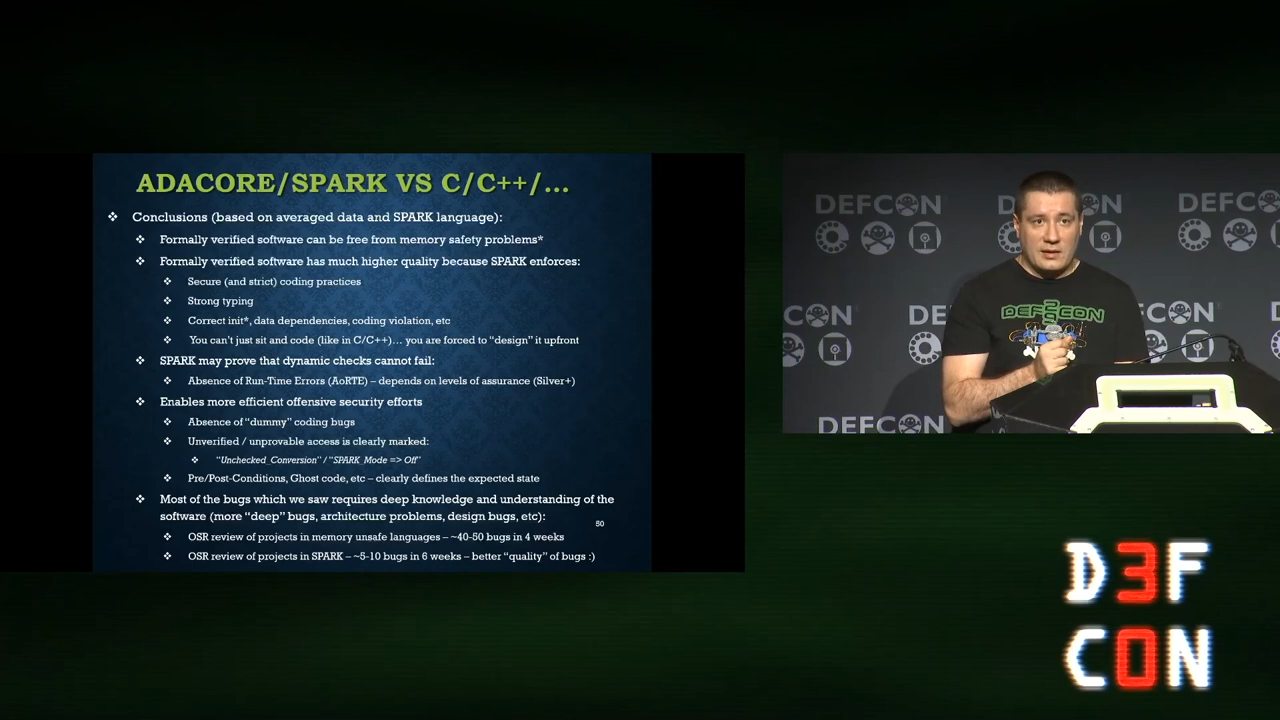 ADACORE/SPARK VS C/C++/...
Conclusions (based on averaged data and SPARK language):
Formally verified software can be free from memory safety problems*
Formally verified software has much higher quality because SPARK enforces:
Secure (and strict) coding practices
Strong typing
Correct init*, data dependencies, coding violation, etc
You can't just sit and code (like in C/C++)... you are forced to "design" it upfront
SPARK may prove that dynamic checks cannot fail:
Absence of Run-Time Errors (AoRTE) – depends on levels of assurance (Silver+)
Enables more efficient offensive security efforts
Absence of "dummy" coding bugs
Unverified / unprovable access is clearly marked:
"Unchecked_Conversion" / "SPARK_Mode => Off"
Pre/Post-Conditions, Ghost code, etc – clearly defines the expected state
Most of the bugs which we saw requires deep knowledge and understanding of the
software (more "deep" bugs, architecture problems, design bugs, etc):
50
OSR review of projects in memory unsafe languages – ~40-50 bugs in 4 weeks
OSR review of projects in SPARK – ~5-10 bugs in 6 weeks – better "quality" of bugs :)
DEFCON
DEFC
CON
DEFCON
DEFCON
D3F
C0N